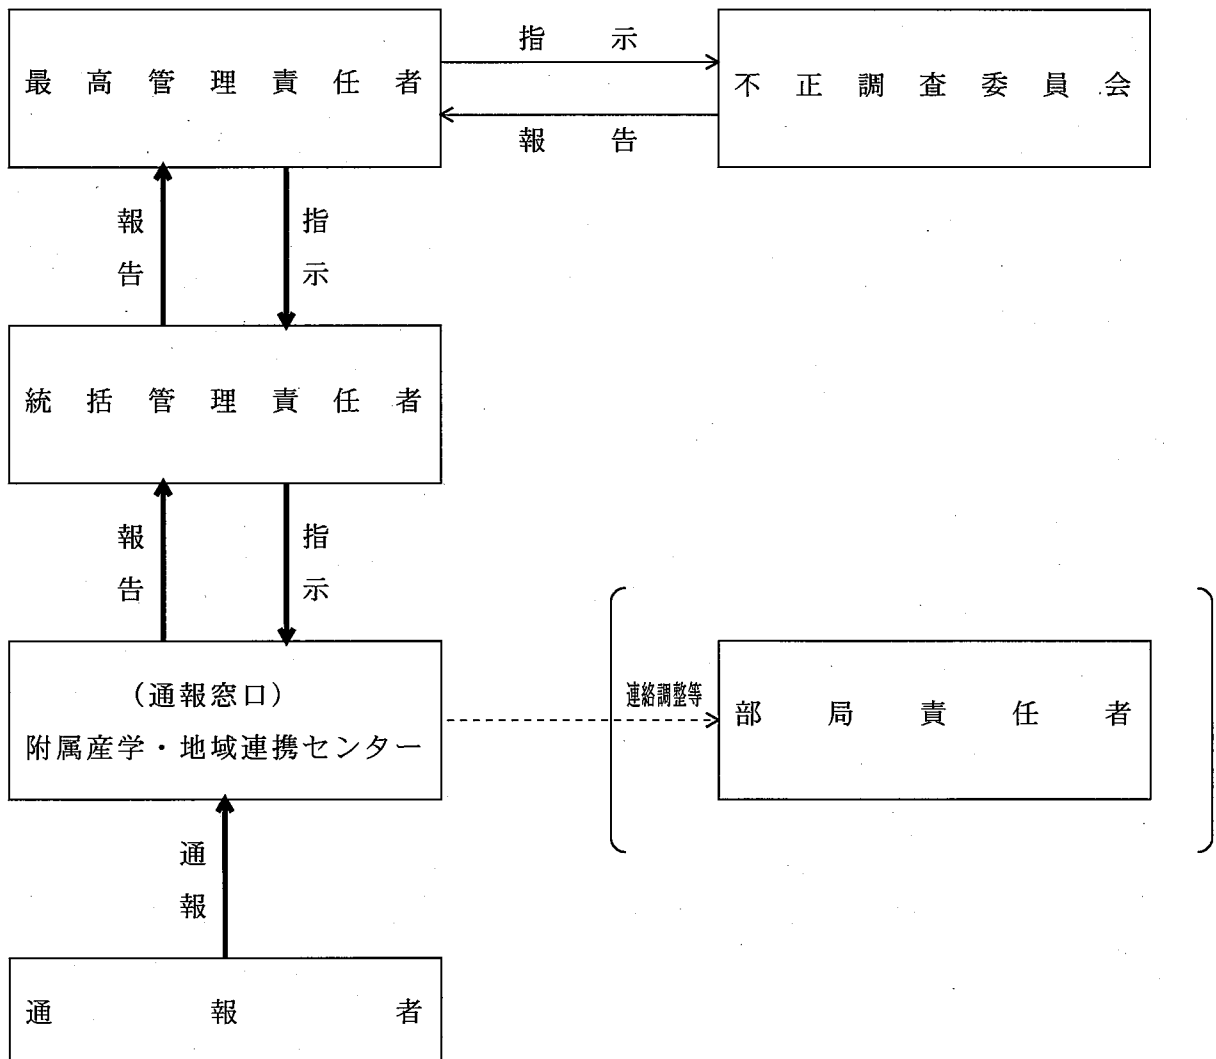 指示
最高管理責任者
不正調査委員会
報告
報告
指示
統括管理責任者
報告
指示
(通報窓口)
附属産学・地域連携センター
連絡調整等
部局責任者
通報
通報者